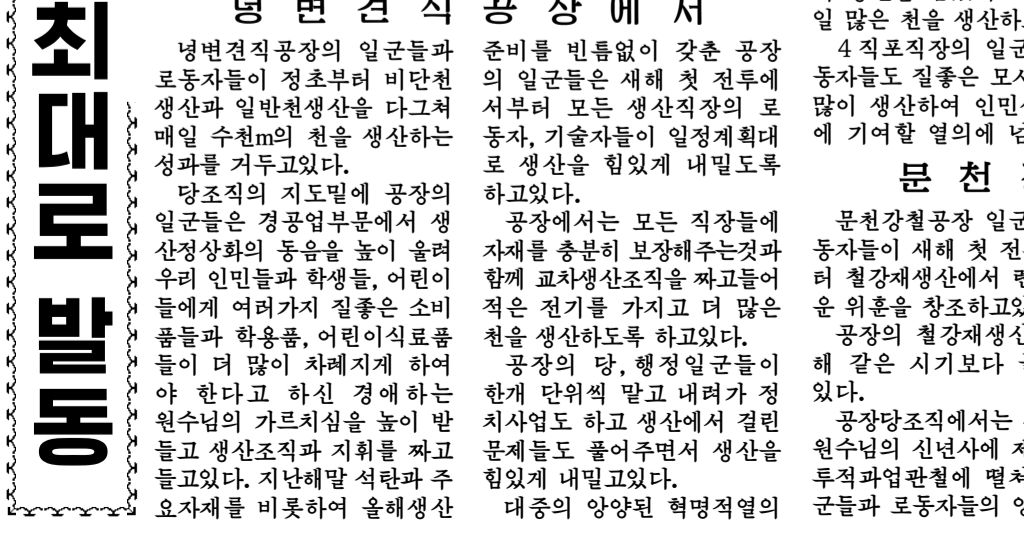 최대로 발동
녕변견직공장에서
녕변견직공장의 일군들과
로동자들이 정초부터 비단천
생산과 일반천생산을 다그쳐
매일 수천m의 천을 생산하는
성과를 거두고있다.
당조직의 지도밑에 공장의
일군들은 경공업부문에서 생
산정상화의 동음을 높이 울려
우리 인민들과 학생들, 어린이
들에게 여러가지 질좋은 소비
품들과 학용품, 어린이식료품
들이 더 많이 차례지게 하여
야 한다고 하신 경애하는
원수님의 가르치심을 높이 받
들고 생산조직과 지휘를 짜고
들고있다. 지난해말 석탄과 주
요자재를 비롯하여 올해생산
준비를 빈틈없이 갖춘 공장
의 일군들은 새해 첫 전투에
서부터 모든 생산직장의 로
동자, 기술자들이 일정계획대
로 생산을 힘있게 내밀도록
하고있다.
공장에서는 모든 직장들에
자재를 충분히 보장해주는것과
함께 교차생산조직을 짜고들어
적은 전기를 가지고 더 많은
천을 생산하도록 하고있다.
공장의 당, 행정일군들이
한개 단위씩 맡고 내려가 정
치사업도 하고 생산에서 걸린
문제들도 풀어주면서 생산을
힘있게 내밀고있다.
대중의 앙양된 혁명적열의
일 많은 천을 생산하
4직포직장의 일군
동자들도 질좋은
많이 생산하여
에 기여할 열의에
문천
문천강철공장 일군
동자들이 새해 첫
터 철강재생산에서
운 위훈을 창조하고있
공장의 철강재생산
해 같은 시기보다
있다.
공장당조직에서는
원수님의 신년사에
투적과업관철에
군들과 로동자들의